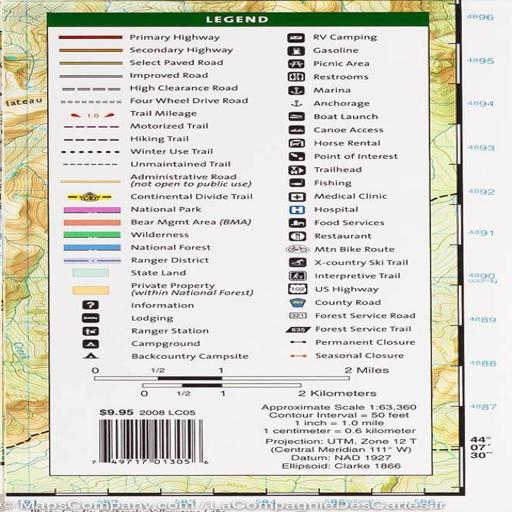 LEGEND
Primary Highway
Secondary Highway
Select Paved Road
Improved Road
High Clearance Road
Four Wheel Drive Road
1.0 Trail Mileage
Motorized Trail
Hiking Trail
Winter Use Trail
Unmaintained Trail
Administrative Road
(not open to public use)
Continental Divide Trail
National Park
Bear Mgmt Area (BMA)
Wilderness
National Forest
Ranger District
State Land
Private Property
(within National Forest)
? Information
Lodging
Ranger Station
Campground
Backcountry Campsite
RV Camping
Gasoline
Picnic Area
Restrooms
Marina
Anchorage
Boat Launch
Canoe Access
Horse Rental
Point of Interest
Trailhead
Fishing
Medical Clinic
H Hospital
Food Services
Restaurant
Mtn Bike Route
X-country Ski Trail
Interpretive Trail
102 US Highway
County Road
321 Forest Service Road
635 Forest Service Trail
Permanent Closure
Seasonal Closure
0 1/2 1 2 Miles
0 1/2 1 2 Kilometers
$9.95 2008 LC05
7 49717 01305 6
Approximate Scale 1:63,360
Contour Interval = 50 feet
1 inch = 1.0 mile
1 centimeter = 0.6 kilometer
Projection: UTM, Zone 12 T
(Central Meridian 111° W)
Datum: NAD 1927
Ellipsoid: Clarke 1866
lateau
Creek
4896
4895
4894
4893
4892
4891
4890
000mN
4889
4888
4887
44°
07'
30"
© MapsCompany.com/LaCompagnieDesCartes.fr